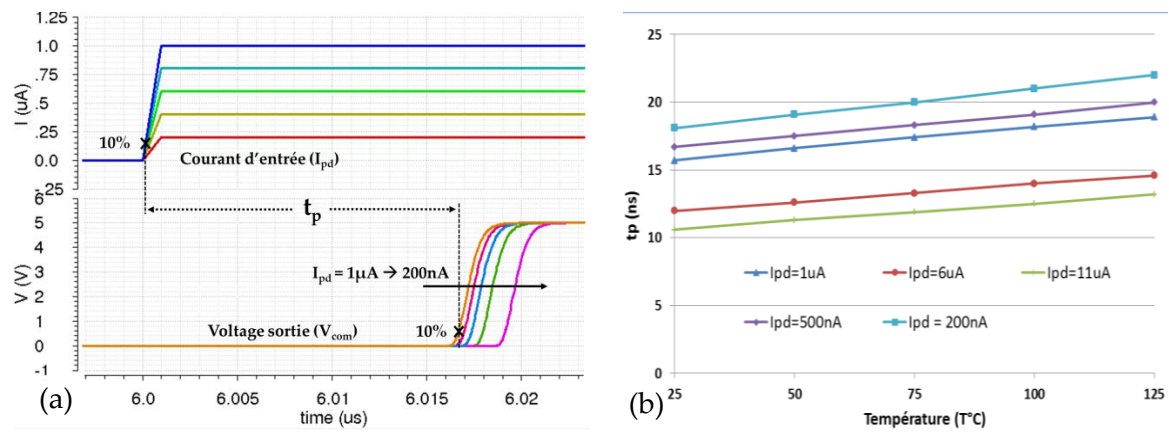 1.25
1.0
.75
.5
.25
0.0
-.25
I (uA)
10%
Courant d'entrée (Ipd)
tp
6
5
4
3
2
1
0
-1
V (V)
Ipd = 1µA → 200nA
Voltage sortie (Vcom)
10%
6.0
6.005
6.01
6.015
6.02
time (us)
(a)
25
20
15
10
5
0
tp (ns)
Ipd=1uA
Ipd=6uA
Ipd=11uA
Ipd=500nA
Ipd = 200nA
25
50
75
100
125
Température (T°C)
(b)